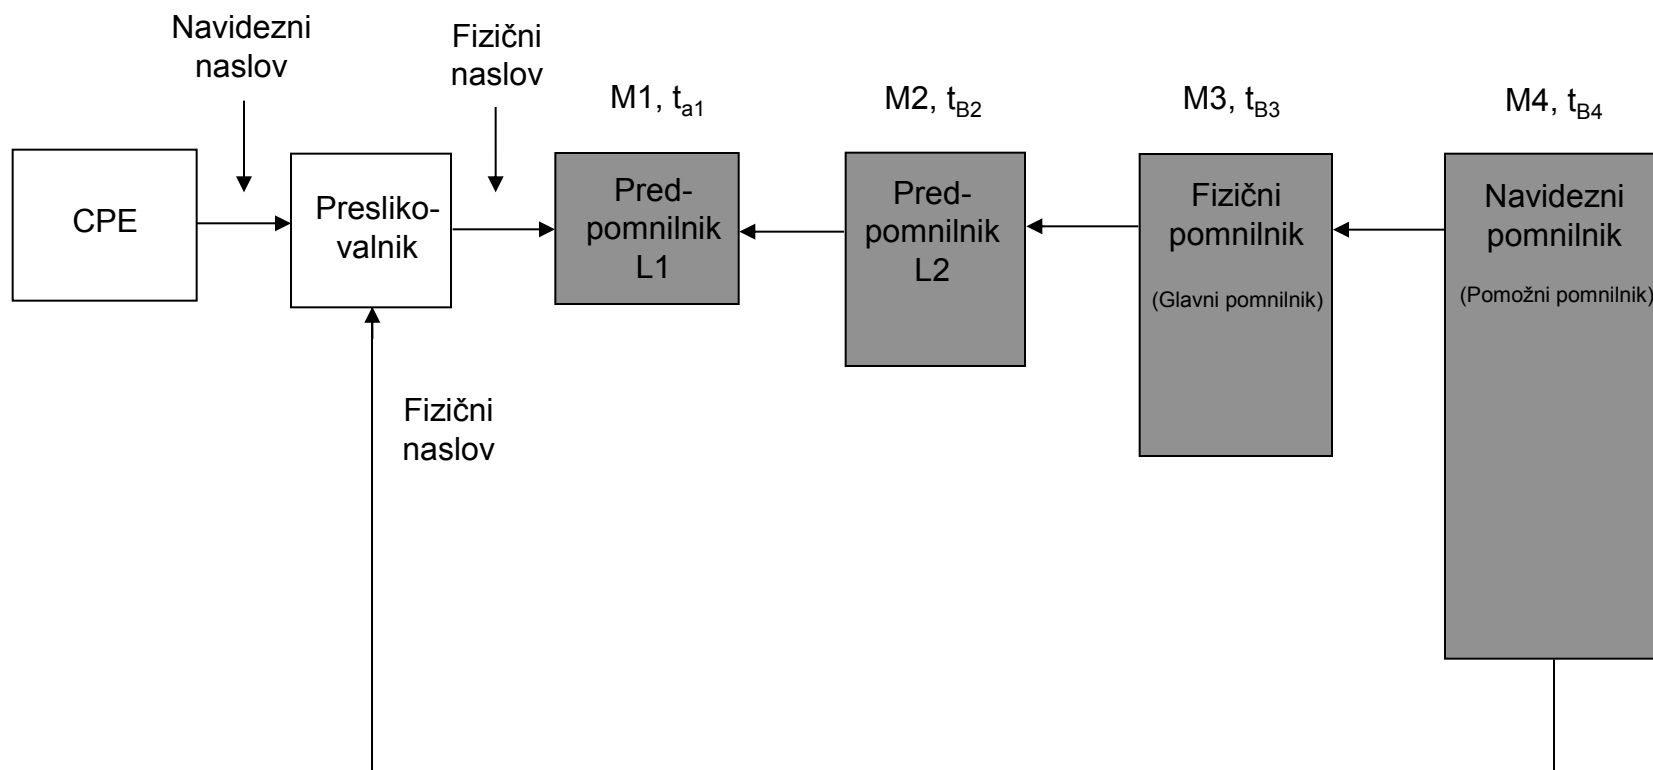 Navidezni
naslov
Fizični
naslov
M1, ta1
M2, tB2
M3, tB3
M4, tB4
CPE
, Presliko-
valnik
Pred-
pomnilnik
L1
Pred-
pomnilnik
L2
Fizični
pomnilnik
(Glavni pomnilnik)
Navidezni
pomnilnik
(Pomožni pomnilnik)
Fizični
naslov